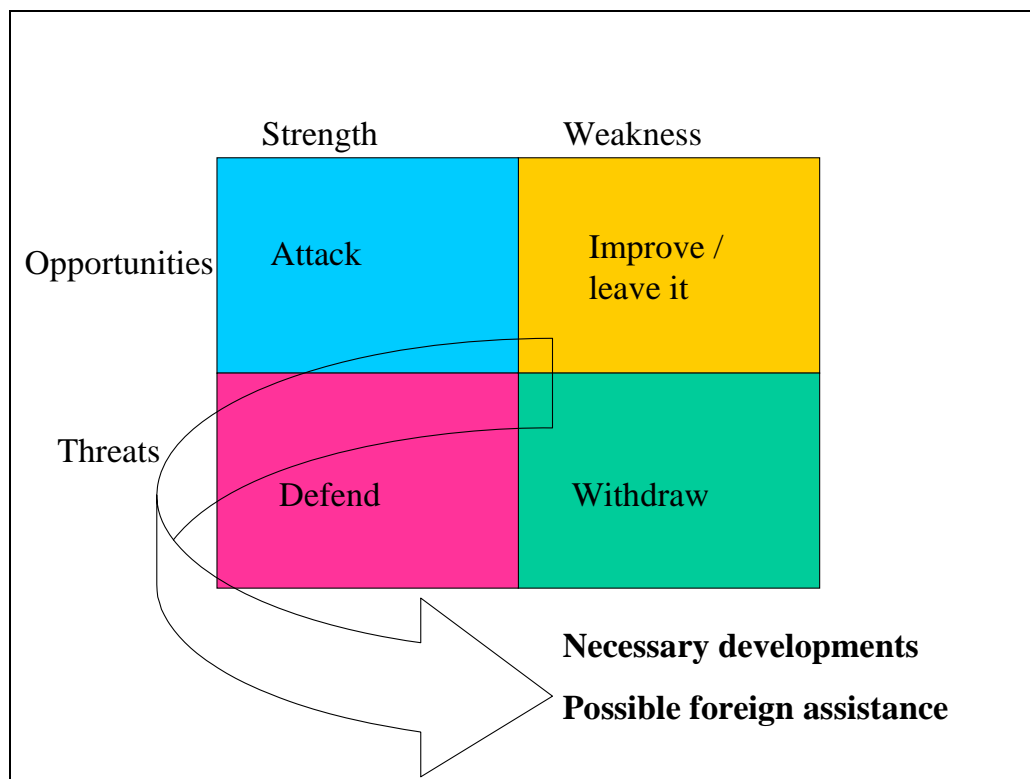 Strength
Weakness
Opportunities
Attack
Improve /
leave it
Threats
Defend
Withdraw
Necessary developments
Possible foreign assistance